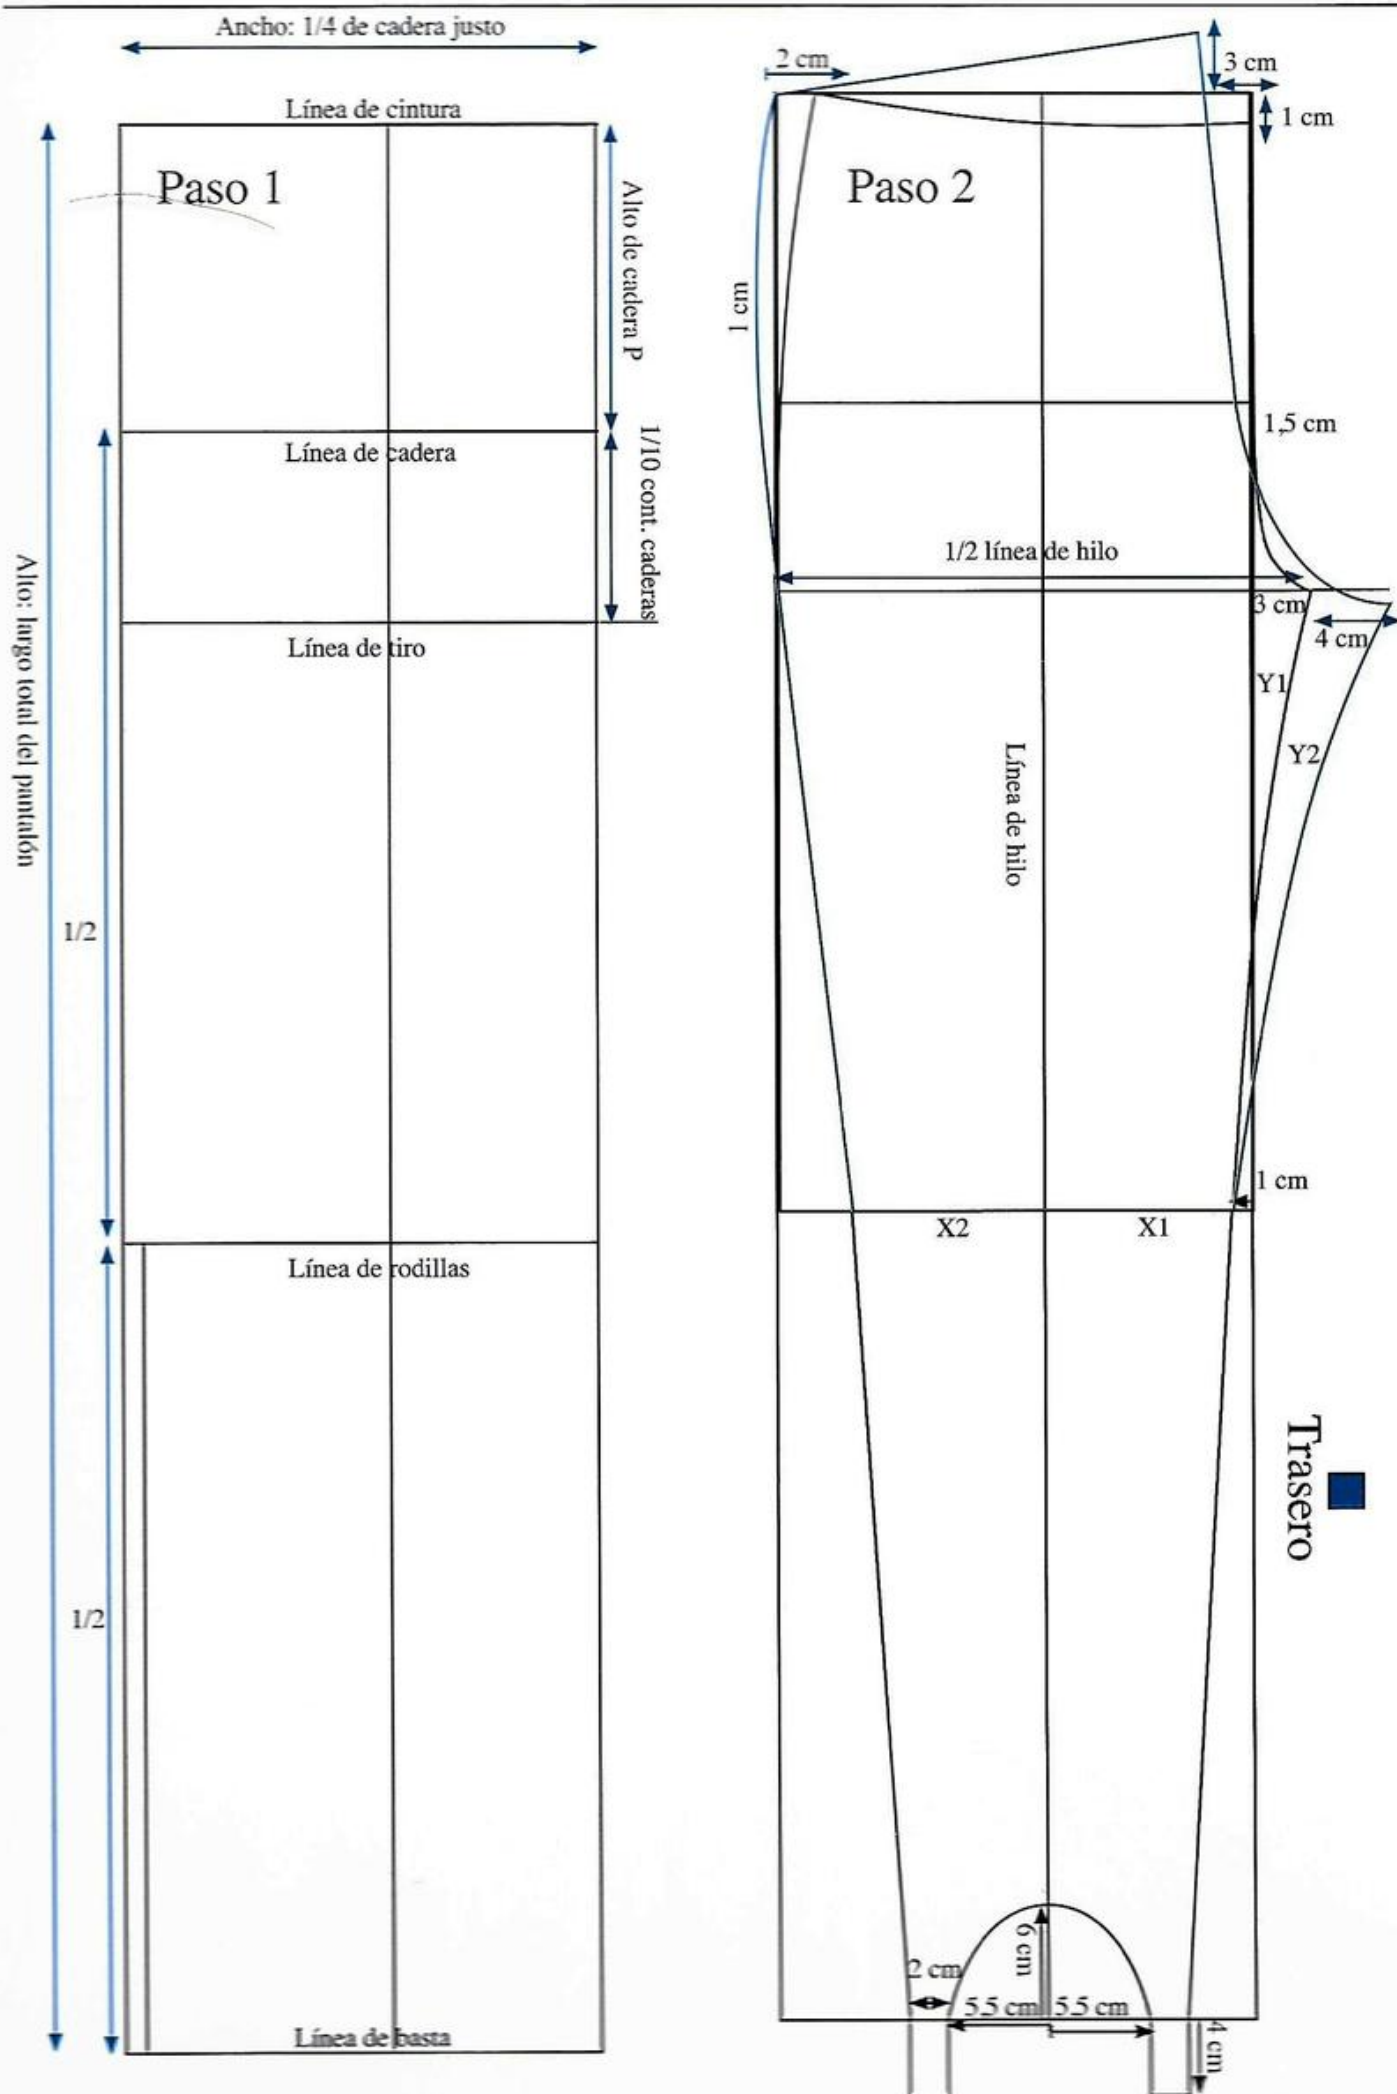 Ancho: 1/4 de cadera justo
Línea de cintura
Paso 1
Alto de cadera P
Línea de cadera
1/10 cont. caderas
Línea de tiro
Alto: largo total del pantalón
1/2
Línea de rodillas
1/2
Línea de basta
2 cm
3 cm
1 cm
Paso 2
1 cm
1,5 cm
1/2 línea de hilo
3 cm
4 cm
Y1
Y2
Línea de hilo
1 cm
X2
X1
Trasero
6 cm
2 cm
5.5 cm
5.5 cm
4 cm